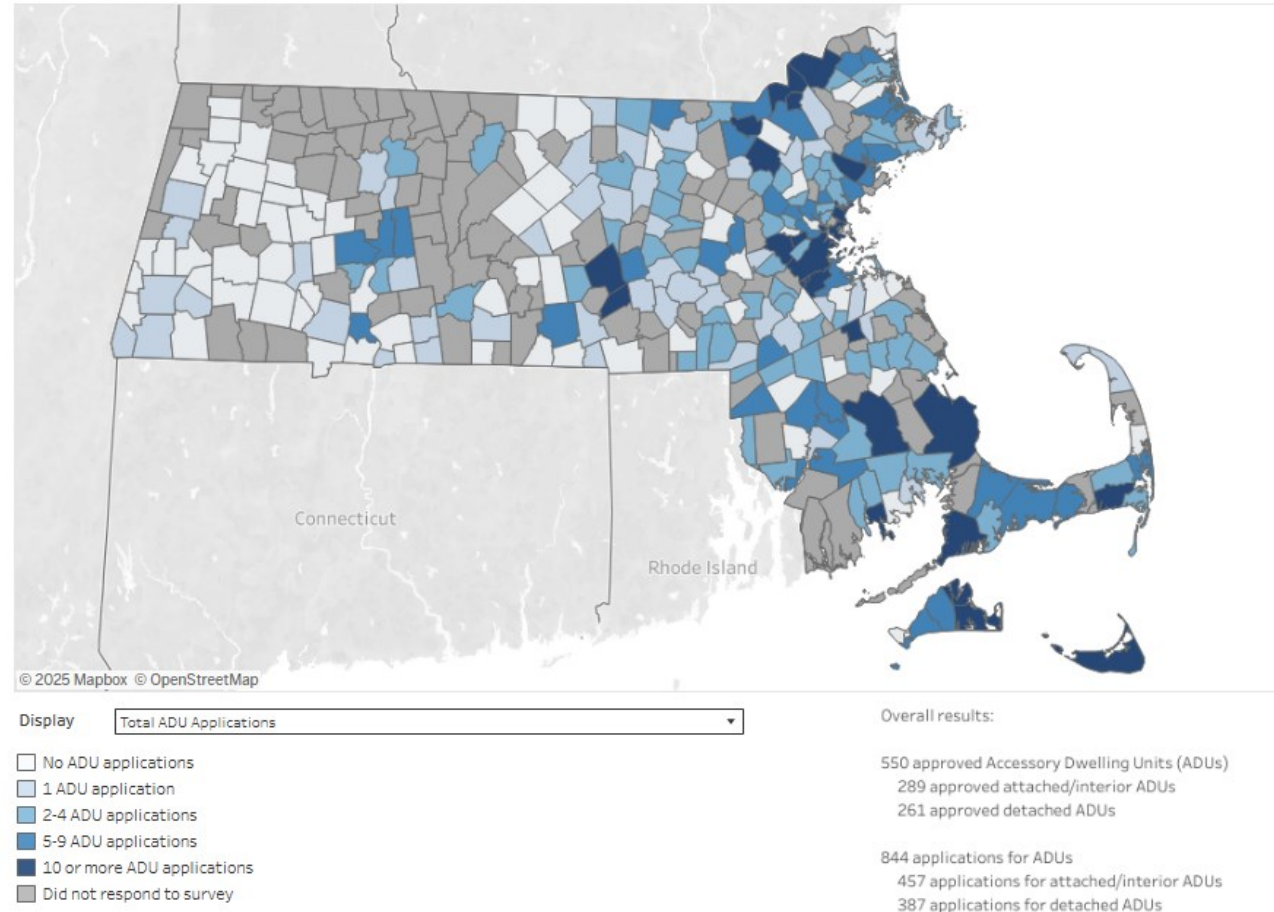 Connecticut
Rhode Island
© 2025 Mapbox © OpenStreetMap
Display
Total ADU Applications
No ADU applications
1 ADU application
2-4 ADU applications
5-9 ADU applications
10 or more ADU applications
Did not respond to survey
Overall results:
550 approved Accessory Dwelling Units (ADUs)
289 approved attached/interior ADUs
261 approved detached ADUs
844 applications for ADUs
457 applications for attached/interior ADUs
387 applications for detached ADUs